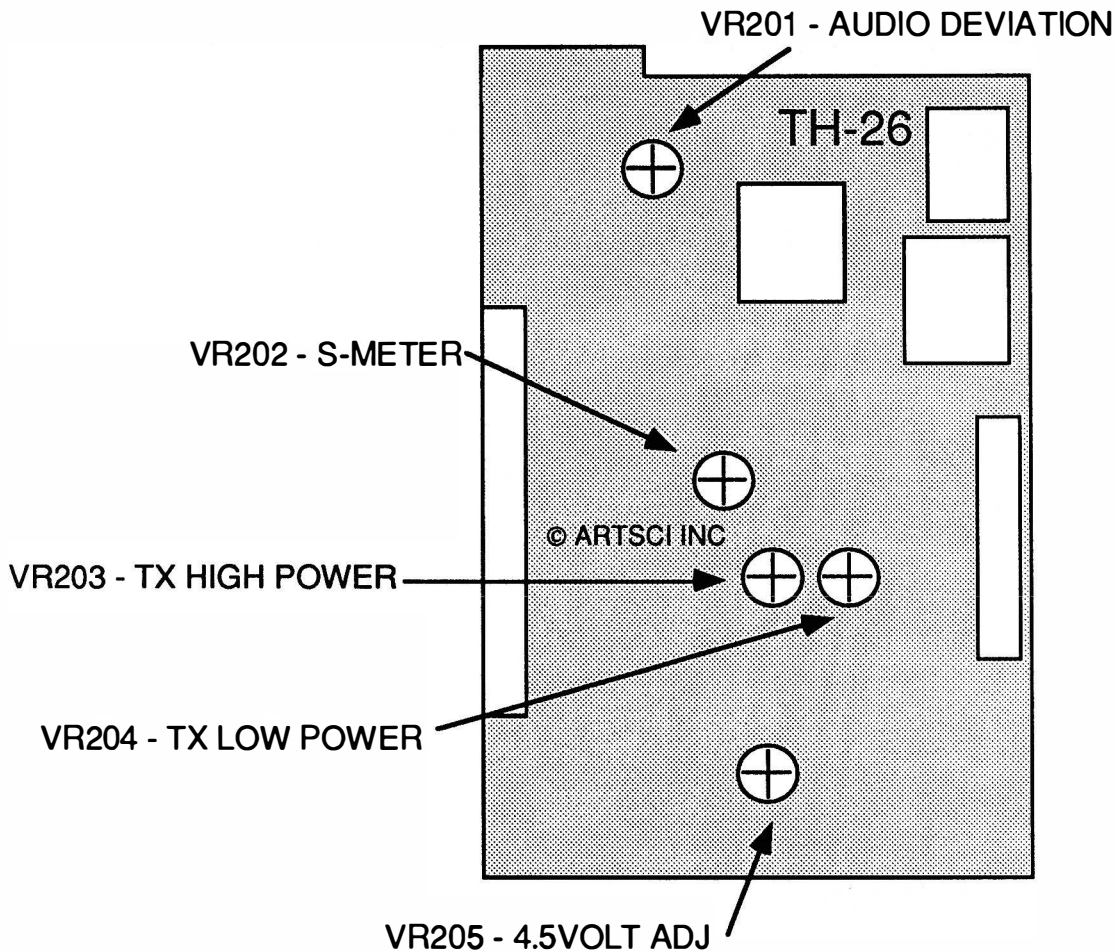 VR201 - AUDIO DEVIATION
TH-26
VR202 - S-METER
© ARTSCI INC
VR203 - TX HIGH POWER
VR204 - TX LOW POWER
VR205 - 4.5VOLT ADJ